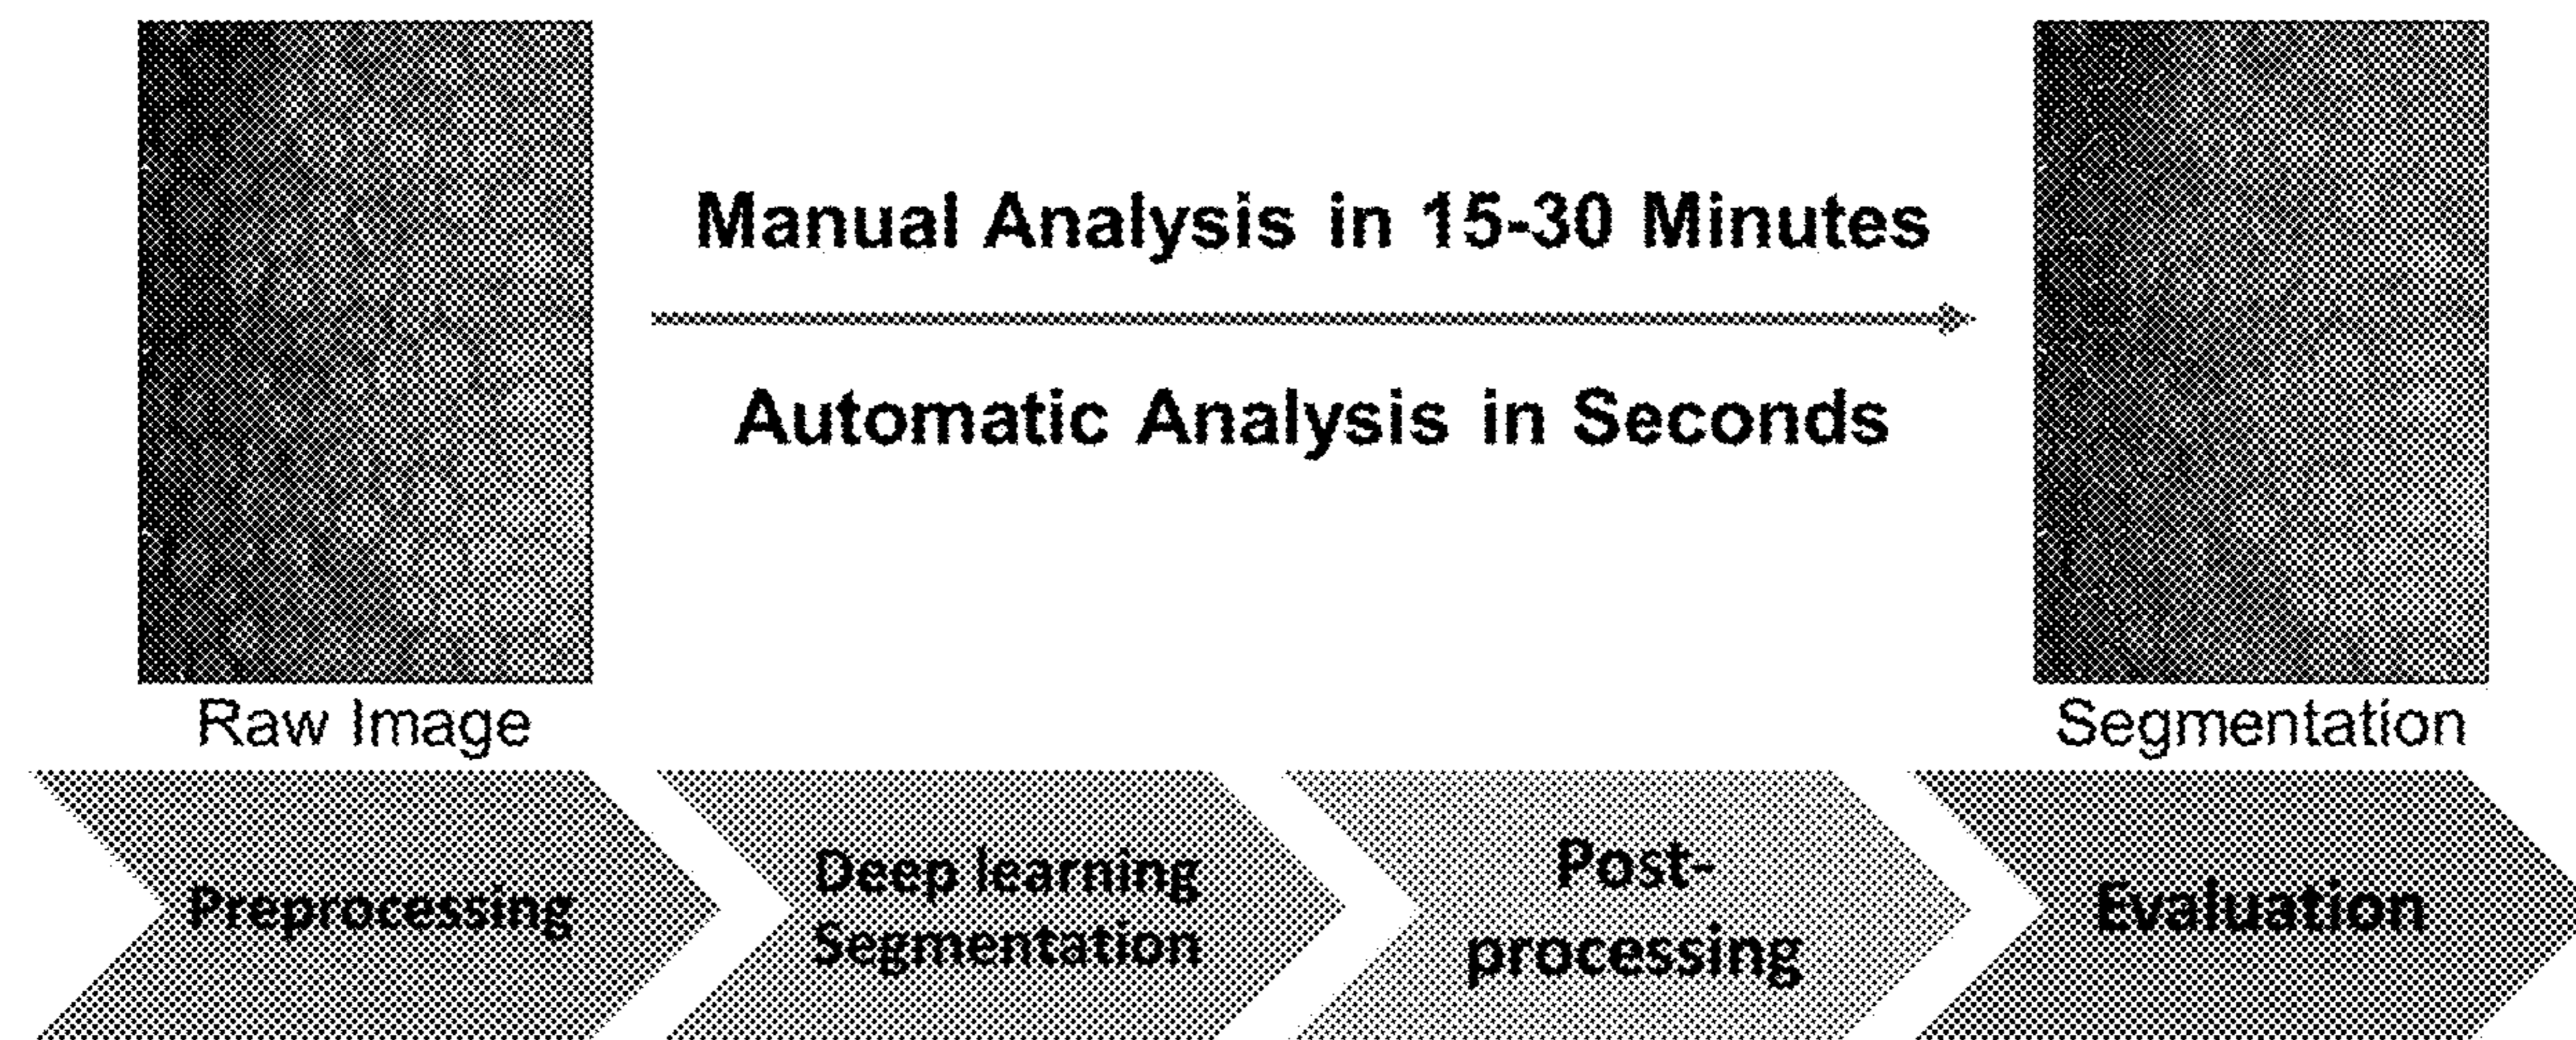 Manual Analysis in 15-30 Minutes
Automatic Analysis in Seconds
Raw Image
Segmentation
Preprocessing
Deep learning
Segmentation
Post-
processing
Evaluation